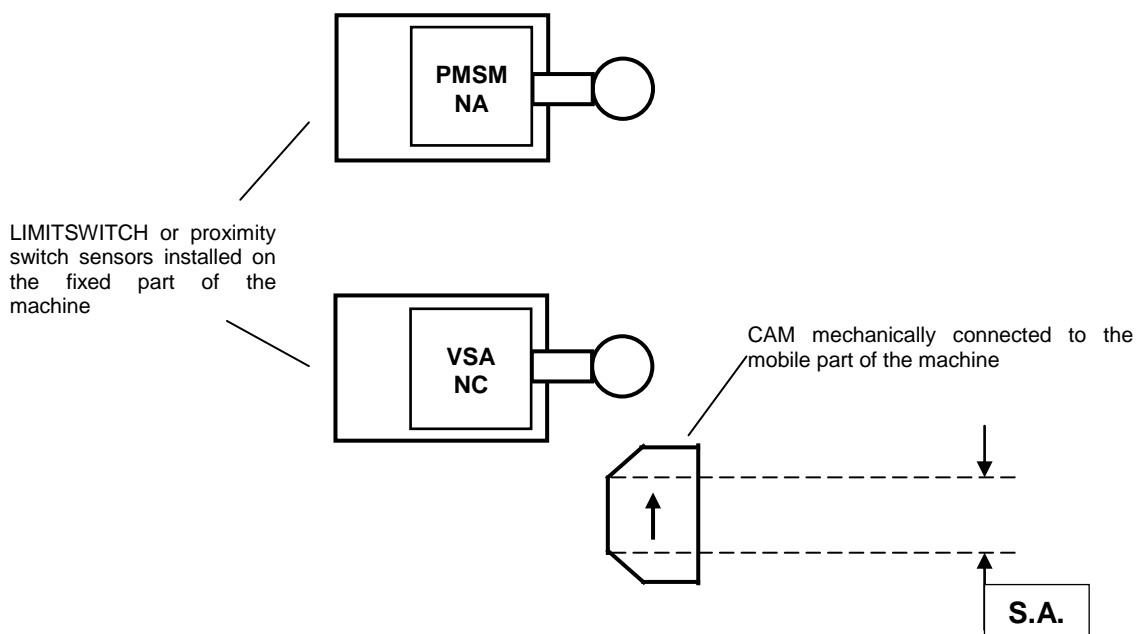 PMSM
NA
LIMITSWITCH or proximity
switch sensors installed on
the fixed part of the
machine
VSA
NC
CAM mechanically connected to the
mobile part of the machine
S.A.